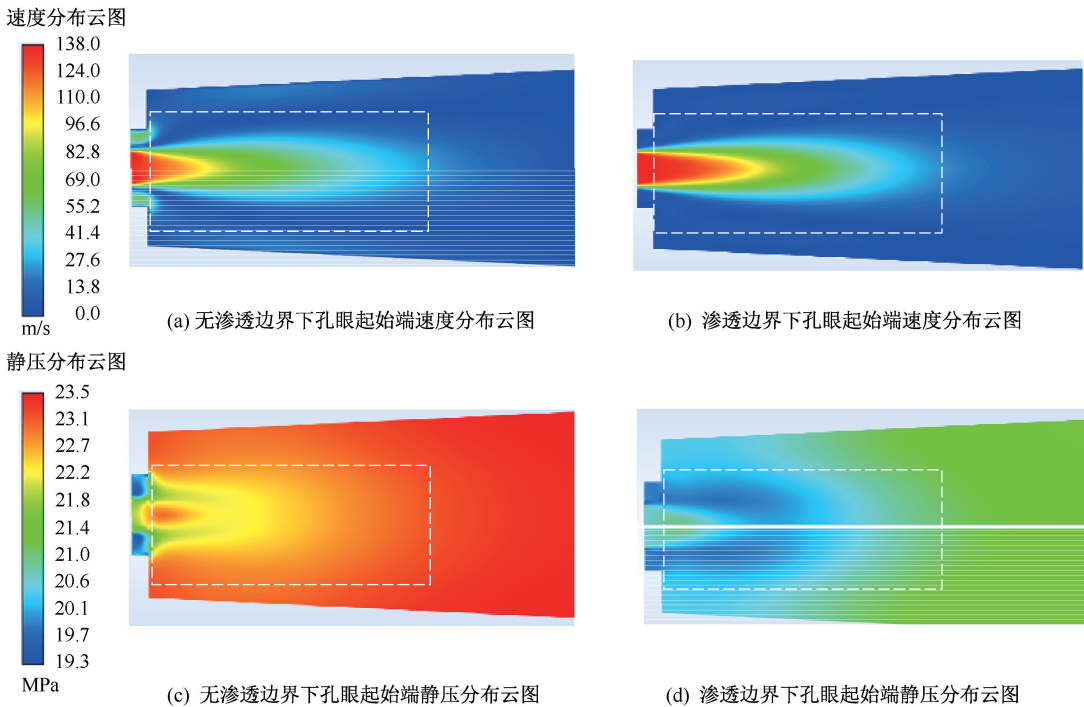 速度分布云图
138.0
124.0
110.0
96.6
82.8
69.0
55.2
41.4
27.6
13.8
0.0
m/s
(a) 无渗透边界下孔眼起始端速度分布云图
(b) 渗透边界下孔眼起始端速度分布云图
静压分布云图
23.5
23.1
22.7
22.2
21.8
21.4
21.0
20.6
20.1
19.7
19.3
MPa
(c) 无渗透边界下孔眼起始端静压分布云图
(d) 渗透边界下孔眼起始端静压分布云图